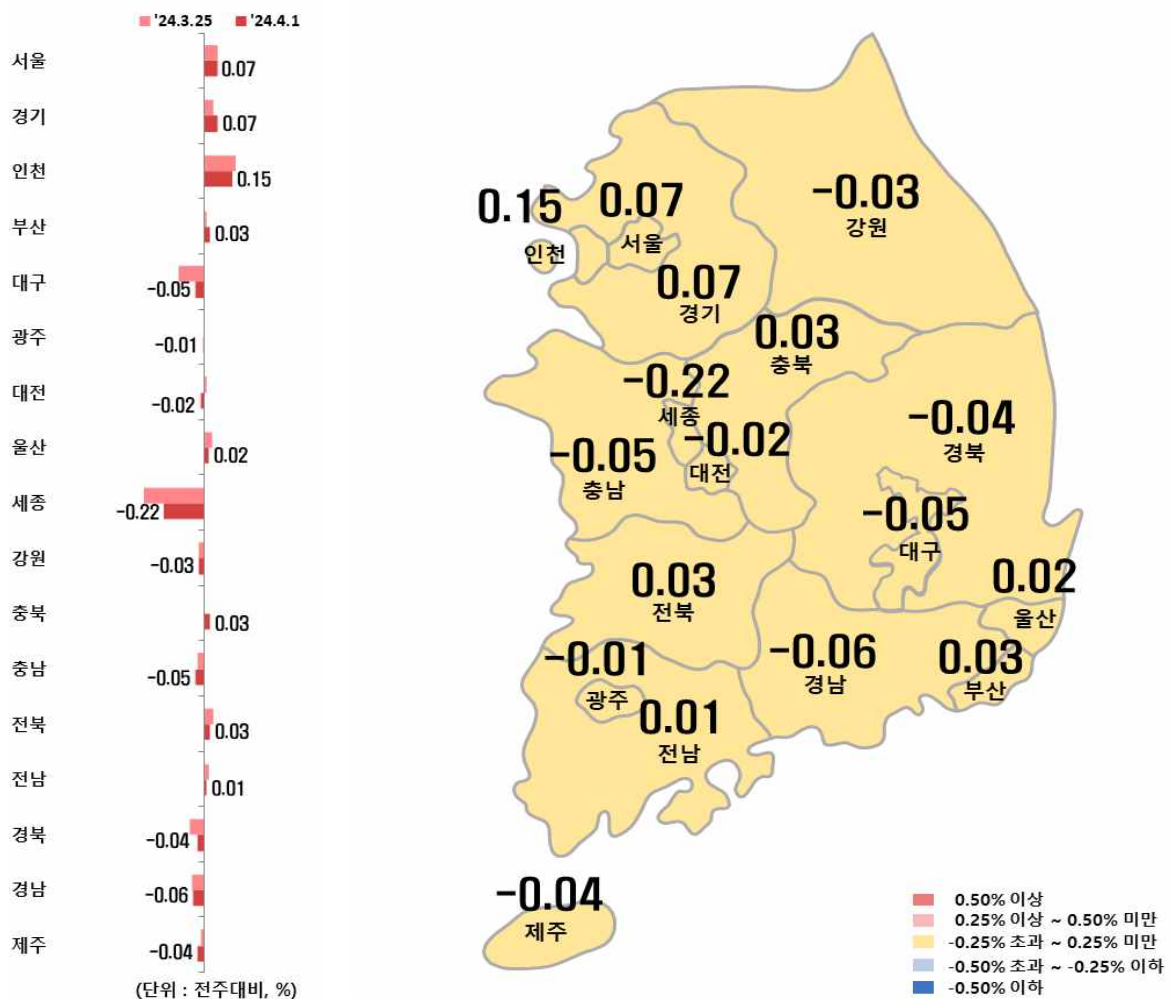 '24.3.25 '24.4.1
서울 0.07
경기 0.07
인천 0.15
부산 0.03
대구 -0.05
광주 -0.01
대전 -0.02
울산 0.02
세종 -0.22
강원 -0.03
충북 0.03
충남 -0.05
전북 0.03
전남 0.01
경북 -0.04
경남 -0.06
제주 -0.04
(단위 : 전주대비, %)
-0.03
강원
0.15
인천
0.07
서울
0.07
경기
0.03
충북
-0.22
세종
-0.02
대전
-0.05
충남
-0.04
경북
-0.05
대구
0.02
울산
0.03
전북
-0.06
경남
0.03
부산
-0.01
광주
0.01
전남
-0.04
제주
0.50% 이상
0.25% 이상 ~ 0.50% 미만
-0.25% 초과 ~ 0.25% 미만
-0.50% 초과 ~ -0.25% 이하
-0.50% 이하